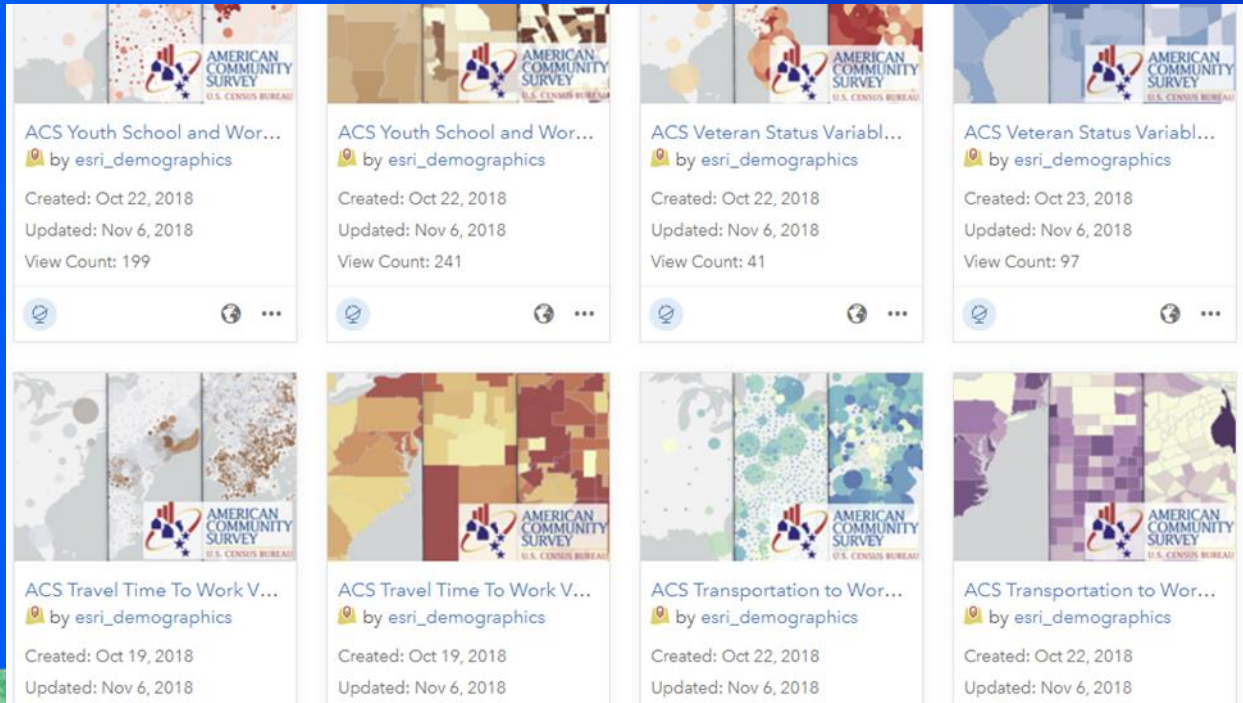 AMERICAN
COMMUNITY
SURVEY
U.S. CENSUS BUREAU
ACS Youth School and Wor...
by esri_demographics
Created: Oct 22, 2018
Updated: Nov 6, 2018
View Count: 199
AMERICAN
COMMUNITY
SURVEY
U.S. CENSUS BUREAU
ACS Youth School and Wor...
by esri_demographics
Created: Oct 22, 2018
Updated: Nov 6, 2018
View Count: 241
AMERICAN
COMMUNITY
SURVEY
U.S. CENSUS BUREAU
ACS Veteran Status Variabl...
by esri_demographics
Created: Oct 22, 2018
Updated: Nov 6, 2018
View Count: 41
AMERICAN
COMMUNITY
SURVEY
U.S. CENSUS BUREAU
ACS Veteran Status Variabl...
by esri_demographics
Created: Oct 23, 2018
Updated: Nov 6, 2018
View Count: 97
AMERICAN
COMMUNITY
SURVEY
U.S. CENSUS BUREAU
ACS Travel Time To Work V...
by esri_demographics
Created: Oct 19, 2018
Updated: Nov 6, 2018
AMERICAN
COMMUNITY
SURVEY
U.S. CENSUS BUREAU
ACS Travel Time To Work V...
by esri_demographics
Created: Oct 19, 2018
Updated: Nov 6, 2018
AMERICAN
COMMUNITY
SURVEY
U.S. CENSUS BUREAU
ACS Transportation to Wor...
by esri_demographics
Created: Oct 22, 2018
Updated: Nov 6, 2018
AMERICAN
COMMUNITY
SURVEY
U.S. CENSUS BUREAU
ACS Transportation to Wor...
by esri_demographics
Created: Oct 22, 2018
Updated: Nov 6, 2018